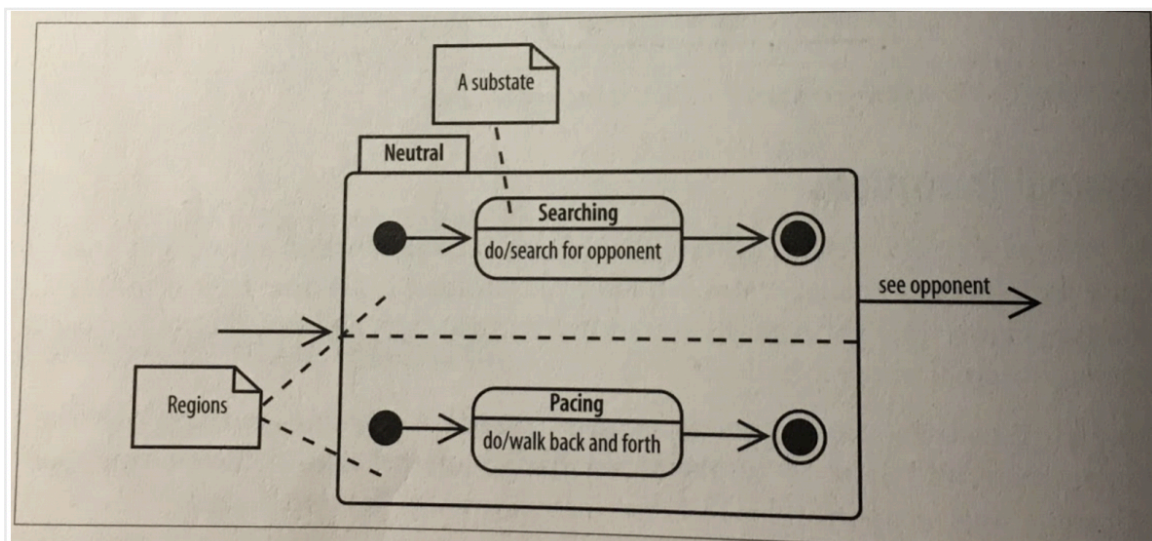 A substate
Neutral
Searching
do/search for opponent
see opponent
Regions
Pacing
do/walk back and forth